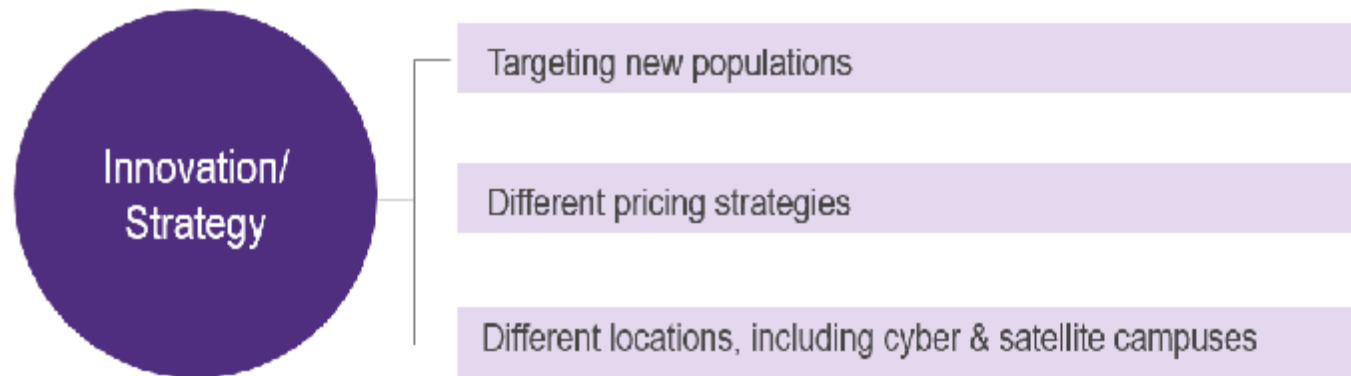 Innovation/
Strategy
Targeting new populations
Different pricing strategies
Different locations, including cyber & satellite campuses